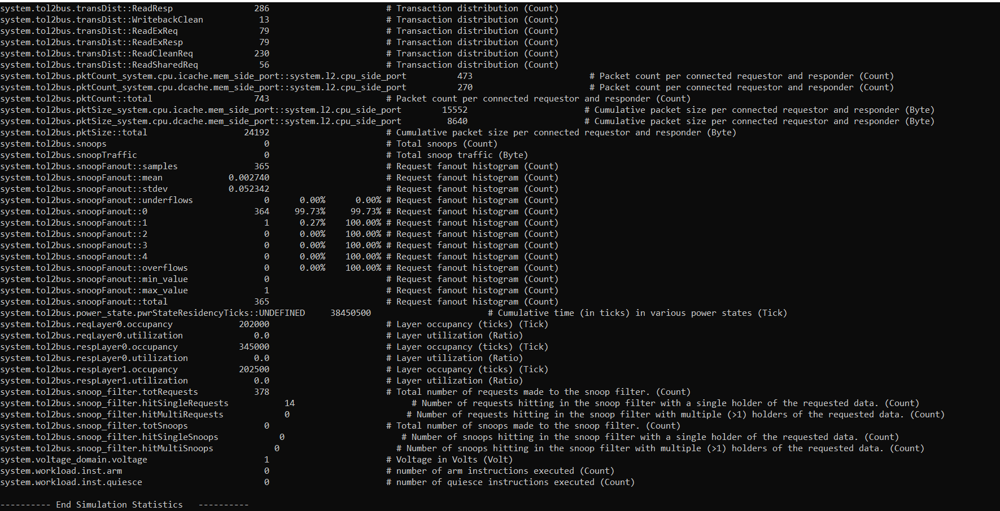 system.tol2bus.transDist::ReadResp                286                       # Transaction distribution (Count)
system.tol2bus.transDist::WritebackClean           13                       # Transaction distribution (Count)
system.tol2bus.transDist::ReadExReq                79                       # Transaction distribution (Count)
system.tol2bus.transDist::ReadExResp               79                       # Transaction distribution (Count)
system.tol2bus.transDist::ReadCleanReq            230                       # Transaction distribution (Count)
system.tol2bus.transDist::ReadSharedReq            56                       # Transaction distribution (Count)
system.tol2bus.pktCount_system.cpu.icache.mem_side_port::system.l2.cpu_side_port          473                       # Packet count per connected requestor and responder (Count)
system.tol2bus.pktCount_system.cpu.dcache.mem_side_port::system.l2.cpu_side_port          270                       # Packet count per connected requestor and responder (Count)
system.tol2bus.pktCount::total                    743                       # Packet count per connected requestor and responder (Count)
system.tol2bus.pktSize_system.cpu.icache.mem_side_port::system.l2.cpu_side_port        15552                       # Cumulative packet size per connected requestor and responder (Byte)
system.tol2bus.pktSize_system.cpu.dcache.mem_side_port::system.l2.cpu_side_port         8640                       # Cumulative packet size per connected requestor and responder (Byte)
system.tol2bus.pktSize::total                   24192                       # Cumulative packet size per connected requestor and responder (Byte)
system.tol2bus.snoops                               0                       # Total snoops (Count)
system.tol2bus.snoopTraffic                         0                       # Total snoop traffic (Byte)
system.tol2bus.snoopFanout::samples               365                       # Request fanout histogram (Count)
system.tol2bus.snoopFanout::mean             0.002740                       # Request fanout histogram (Count)
system.tol2bus.snoopFanout::stdev            0.052342                       # Request fanout histogram (Count)
system.tol2bus.snoopFanout::underflows              0      0.00%      0.00% # Request fanout histogram (Count)
system.tol2bus.snoopFanout::0                     364     99.73%     99.73% # Request fanout histogram (Count)
system.tol2bus.snoopFanout::1                       1      0.27%    100.00% # Request fanout histogram (Count)
system.tol2bus.snoopFanout::2                       0      0.00%    100.00% # Request fanout histogram (Count)
system.tol2bus.snoopFanout::3                       0      0.00%    100.00% # Request fanout histogram (Count)
system.tol2bus.snoopFanout::4                       0      0.00%    100.00% # Request fanout histogram (Count)
system.tol2bus.snoopFanout::overflows               0      0.00%    100.00% # Request fanout histogram (Count)
system.tol2bus.snoopFanout::min_value               0                       # Request fanout histogram (Count)
system.tol2bus.snoopFanout::max_value               1                       # Request fanout histogram (Count)
system.tol2bus.snoopFanout::total                 365                       # Request fanout histogram (Count)
system.tol2bus.power_state.pwrStateResidencyTicks::UNDEFINED     38450500                       # Cumulative time (in ticks) in various power states (Tick)
system.tol2bus.reqLayer0.occupancy             202000                       # Layer occupancy (ticks) (Tick)
system.tol2bus.reqLayer0.utilization              0.0                       # Layer utilization (Ratio)
system.tol2bus.respLayer0.occupancy            345000                       # Layer occupancy (ticks) (Tick)
system.tol2bus.respLayer0.utilization             0.0                       # Layer utilization (Ratio)
system.tol2bus.respLayer1.occupancy            202500                       # Layer occupancy (ticks) (Tick)
system.tol2bus.respLayer1.utilization             0.0                       # Layer utilization (Ratio)
system.tol2bus.snoop_filter.totRequests           378                       # Total number of requests made to the snoop filter. (Count)
system.tol2bus.snoop_filter.hitSingleRequests           14                       # Number of requests hitting in the snoop filter with a single holder of the requested data. (Count)
system.tol2bus.snoop_filter.hitMultiRequests            0                       # Number of requests hitting in the snoop filter with multiple (>1) holders of the requested data. (Count)
system.tol2bus.snoop_filter.totSnoops               0                       # Total number of snoops made to the snoop filter. (Count)
system.tol2bus.snoop_filter.hitSingleSnoops            0                       # Number of snoops hitting in the snoop filter with a single holder of the requested data. (Count)
system.tol2bus.snoop_filter.hitMultiSnoops            0                       # Number of snoops hitting in the snoop filter with multiple (>1) holders of the requested data. (Count)
system.voltage_domain.voltage                       1                       # Voltage in Volts (Volt)
system.workload.inst.arm                            0                       # number of arm instructions executed (Count)
system.workload.inst.quiesce                        0                       # number of quiesce instructions executed (Count)
---------- End Simulation Statistics   ----------